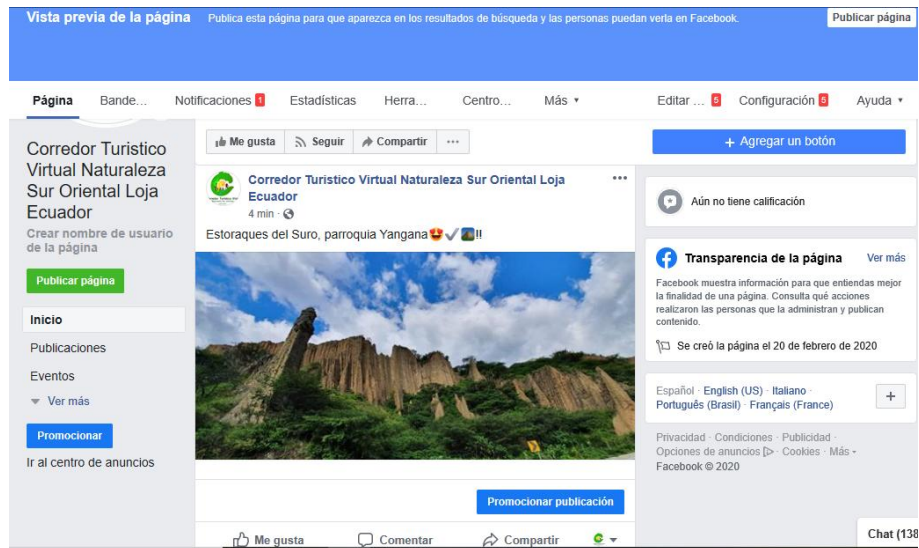 Vista previa de la página Publica esta página para que aparezca en los resultados de búsqueda y las personas puedan verla en Facebook. Publicar página
Página Bande... Notificaciones 1 Estadísticas Herra... Centro... Más Editar ... 5 Configuración 5 Ayuda
Corredor Turistico
Virtual Naturaleza
Sur Oriental Loja
Ecuador
Crear nombre de usuario
de la página
Publicar página
Inicio
Publicaciones
Eventos
Ver más
Promocionar
Ir al centro de anuncios
Me gusta Seguir Compartir ...
Corredor Turistico Virtual Naturaleza Sur Oriental Loja
Ecuador
4 min ·
Estoraques del Suro, parroquia Yangana🤩✔🏞!!
Promocionar publicación
Me gusta Comentar Compartir
+ Agregar un botón
Aún no tiene calificación
Transparencia de la página Ver más
Facebook muestra información para que entiendas mejor
la finalidad de una página. Consulta qué acciones
realizaron las personas que la administran y publican
contenido.
Se creó la página el 20 de febrero de 2020
Español · English (US) · Italiano ·
Português (Brasil) · Français (France)
+
Privacidad · Condiciones · Publicidad ·
Opciones de anuncios · Cookies · Más
Facebook © 2020
Chat (138